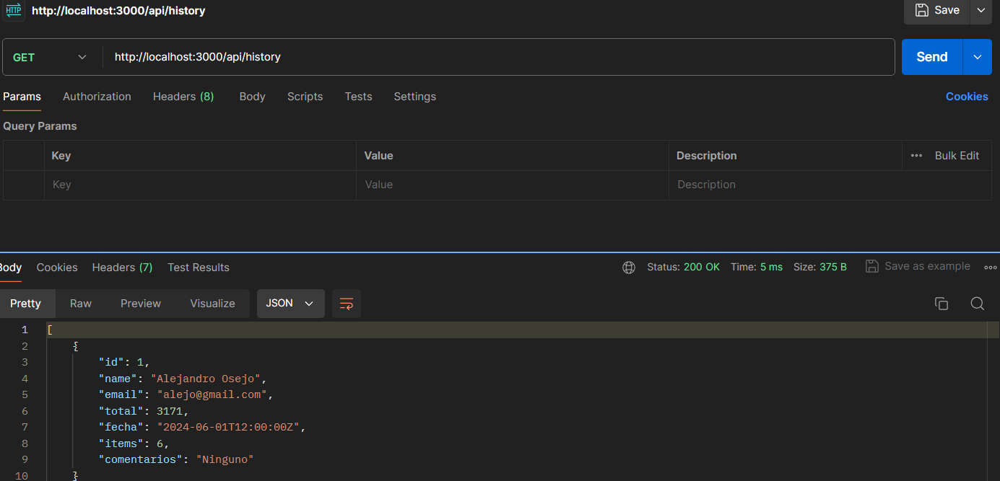 HTTP http://localhost:3000/api/history Save
GET http://localhost:3000/api/history Send
Params Authorization Headers (8) Body Scripts Tests Settings Cookies
Query Params
Key Value Description Bulk Edit
Key Value Description
Body Cookies Headers (7) Test Results Status: 200 OK Time: 5 ms Size: 375 B Save as example
Pretty Raw Preview Visualize JSON
1 [
2 {
3 "id": 1,
4 "name": "Alejandro Osejo",
5 "email": "alejo@gmail.com",
6 "total": 3171,
7 "fecha": "2024-06-01T12:00:00Z",
8 "items": 6,
9 "comentarios": "Ninguno"
10 }